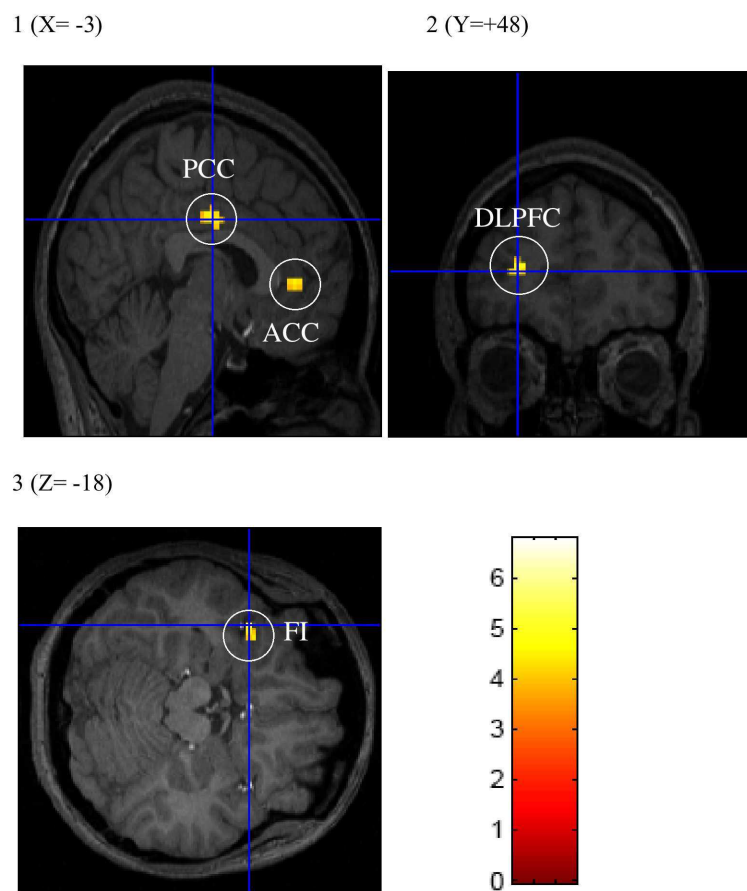 1 (X= -3)
2 (Y=+48)
PCC
ACC
DLPFC
3 (Z= -18)
FI
6
5
4
3
2
1
0